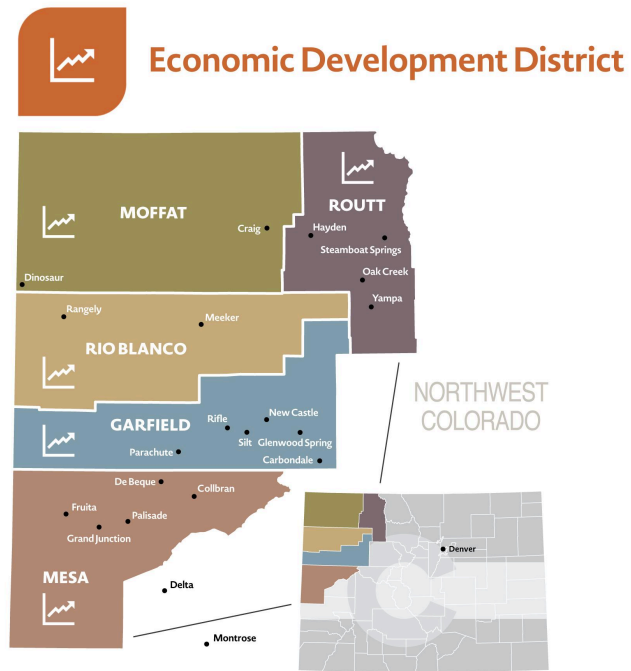 Economic Development District
MOFFAT
ROUTT
Craig
Hayden
Steamboat Springs
Dinosaur
Oak Creek
Yampa
Rangely
Meeker
RIO BLANCO
GARFIELD
Rifle
New Castle
Silt
Glenwood Spring
Parachute
Carbondale
NORTHWEST
COLORADO
De Beque
Collbran
Fruita
Palisade
Grand Junction
MESA
Delta
Montrose
Denver